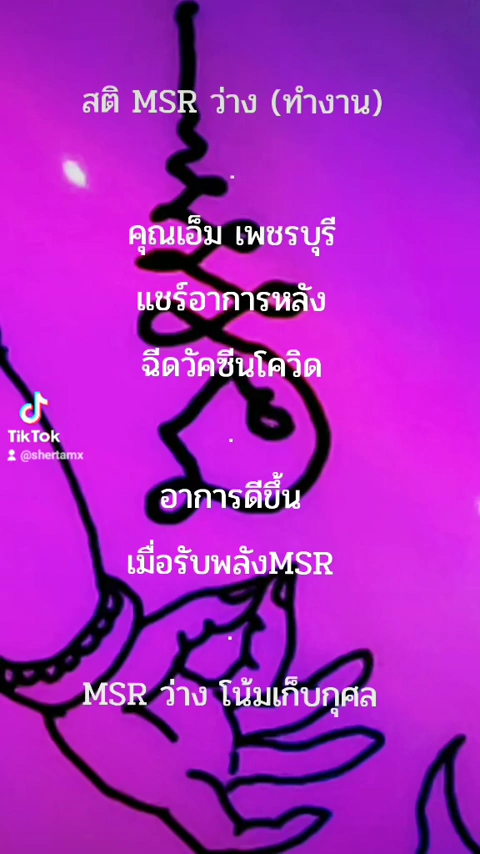 สติ MSR ว่าง (ทำงาน)
.
คุณเอ็ม เพชรบุรี
แชร์อาการหลัง
ฉีดวัคซีนโควิด
.
TikTok
@shertamx
อาการดีขึ้น
เมื่อรับพลังMSR
.
MSR ว่าง โน้มเก็บกุศล